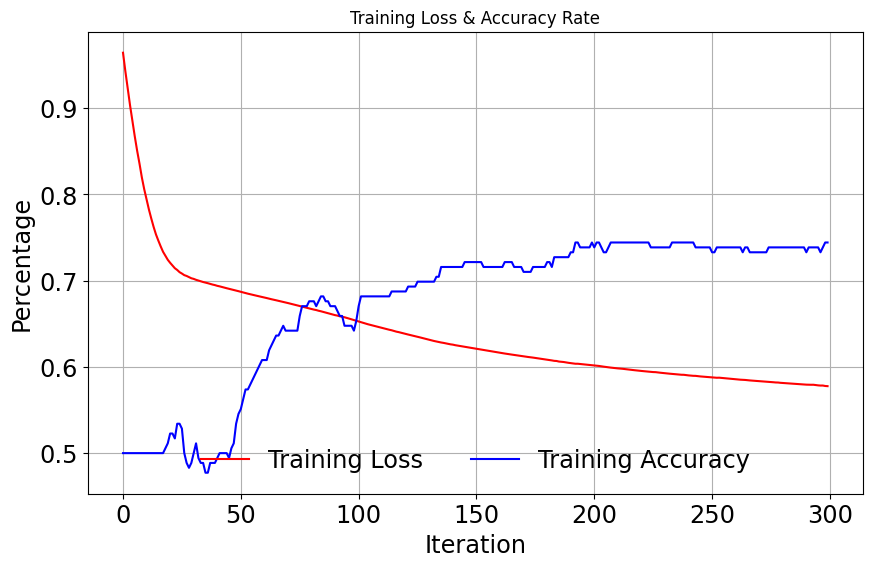 Training Loss & Accuracy Rate
Percentage
0.9
0.8
0.7
0.6
0.5
Training Loss Training Accuracy
0 50 100 150 200 250 300
Iteration